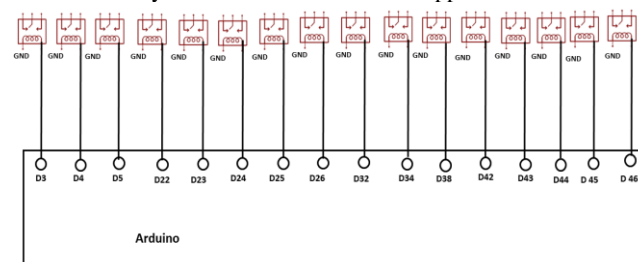 GND GND GND GND GND GND GND GND GND GND GND GND GND GND GND GND
D3 D4 D5 D22 D23 D24 D25 D26 D32 D34 D38 D42 D43 D44 D 45 D 46
Arduino